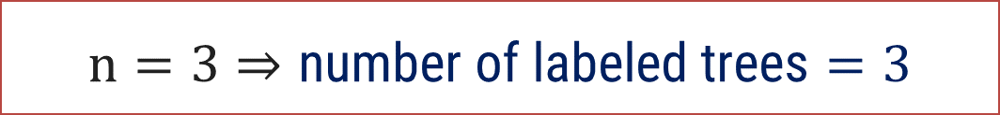 n = 3 ⇒ number of labeled trees = 3